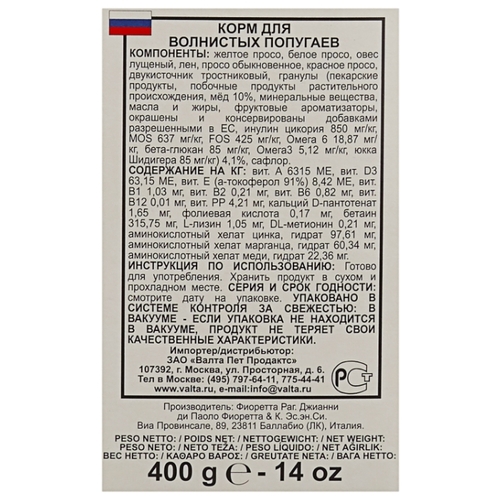 КОРМ ДЛЯ
ВОЛНИСТЫХ ПОПУГАЕВ
КОМПОНЕНТЫ: желтое просо, белое просо, овес
лущеный, лен, просо обыкновенное, красное просо,
двукисточник тростниковый, гранулы (пекарские
продукты, побочные продукты растительного
происхождения, мёд 10%, минеральные вещества,
масла и жиры, фруктовые ароматизаторы,
окрашены и консервированы добавками
разрешенными в ЕС, инулин цикория 850 мг/кг,
MOS 637 мг/кг, FOS 425 мг/кг, Омега 6 18,87 мг/
кг, бета-глюкан 85 мг/кг, Омега3 5,12 мг/кг, юкка
Шидигера 85 мг/кг) 4,1%, сафлор.
СОДЕРЖАНИЕ НА КГ: вит. А 6315 МЕ, вит. D3
63,15 МЕ, вит. Е (а-токоферол 91%) 8,42 МЕ, вит.
В1 1,03 мг, вит. В2 0,21 мг, вит. В6 0,82 мг, вит.
В12 0,01 мг, вит. РР 4,21 мг, кальций D-пантотенат
1,65 мг, фолиевая кислота 0,17 мг, бетаин
315,75 мг, L-лизин 1,05 мг, DL-метионин 0,21 мг,
аминокислотный хелат цинка, гидрат 97,61 мг,
аминокислотный хелат марганца, гидрат 60,34 мг,
аминокислотный хелат меди, гидрат 22,36 мг.
ИНСТРУКЦИЯ ПО ИСПОЛЬЗОВАНИЮ: Готово
для употребления. Хранить продукт в сухом и
прохладном месте. СЕРИЯ И СРОК ГОДНОСТИ:
смотрите дату на упаковке. УПАКОВАНО В
СИСТЕМЕ КОНТРОЛЯ ЗА СВЕЖЕСТЬЮ: В
ВАКУУМЕ - ЕСЛИ УПАКОВКА НЕ НАХОДИТСЯ
В ВАКУУМЕ, ПРОДУКТ НЕ ТЕРЯЕТ СВОИ
КАЧЕСТВЕННЫЕ ХАРАКТЕРИСТИКИ.
Импортер/дистрибьютор:
ЗАО «Валта Пет Продактс»
107392, г. Москва, ул. Просторная, д. 6.
Тел в Москве: (495) 797-64-11, 775-44-41
www.valta.ru, e-mail:info@valta.ru
РСТ
Производитель: Фиоретта Раг. Джианни
ди Паоло Фиоретта & К. Эс.эн.Си.
Виа Провинсале, 89, 23811 Баллабио (ЛК), Италия.
PESO NETTO: / POIDS NET: / NETTOGEWICHT: / NET WEIGHT:
PESO NETO: / NETO TEŽA: / PESO LÍQUIDO: / NET AĞIRLIK:
ВЕС НЕТТО: / ΚΑΘΑΡΟ ΒΑΡΟΣ: / GREUTATE NETA: / ВАГА НЕТТО:
400 g ℮ - 14 oz